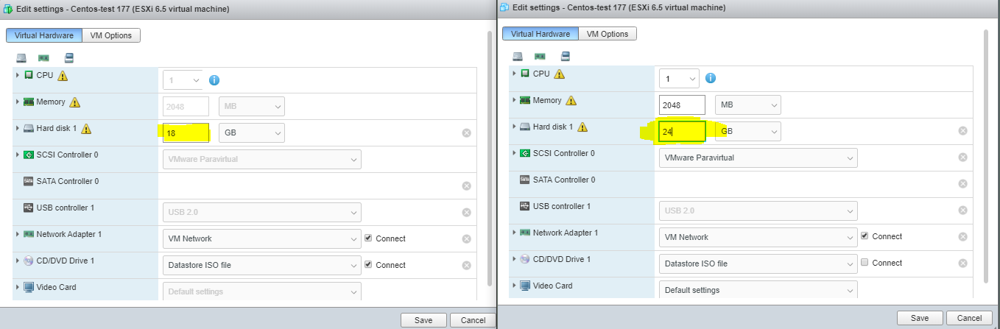 Edit settings - Centos-test 177 (ESXi 6.5 virtual machine)
Virtual Hardware VM Options
CPU 1
Memory 2048 MB
Hard disk 1 18 GB
SCSI Controller 0 VMware Paravirtual
SATA Controller 0
USB controller 1 USB 2.0
Network Adapter 1 VM Network Connect
CD/DVD Drive 1 Datastore ISO file Connect
Video Card Default settings
Save Cancel
Edit settings - Centos-test 177 (ESXi 6.5 virtual machine)
Virtual Hardware VM Options
CPU 1
Memory 2048 MB
Hard disk 1 24 GB
SCSI Controller 0 VMware Paravirtual
SATA Controller 0
USB controller 1 USB 2.0
Network Adapter 1 VM Network Connect
CD/DVD Drive 1 Datastore ISO file Connect
Video Card Default settings
Save Cancel